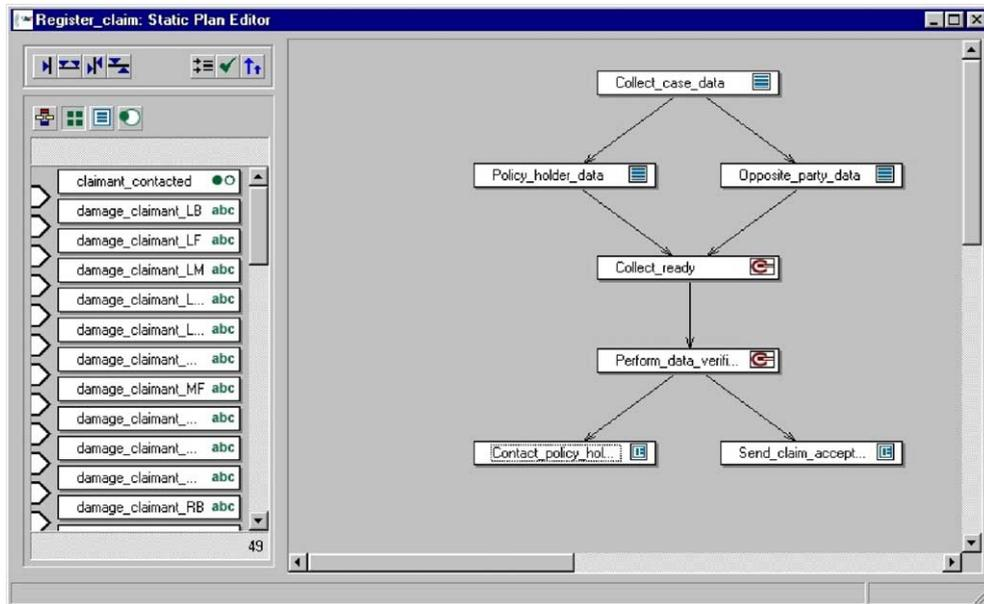 Register_claim: Static Plan Editor
claimant_contacted
damage_claimant_LB abc
damage_claimant_LF abc
damage_claimant_LM abc
damage_claimant_L... abc
damage_claimant_L... abc
damage_claimant_... abc
damage_claimant_MF abc
damage_claimant_... abc
damage_claimant_... abc
damage_claimant_... abc
damage_claimant_RB abc
49
Collect_case_data
Policy_holder_data
Opposite_party_data
Collect_ready
Perform_data_verifi...
Contact_policy_hol...
Send_claim_accept...